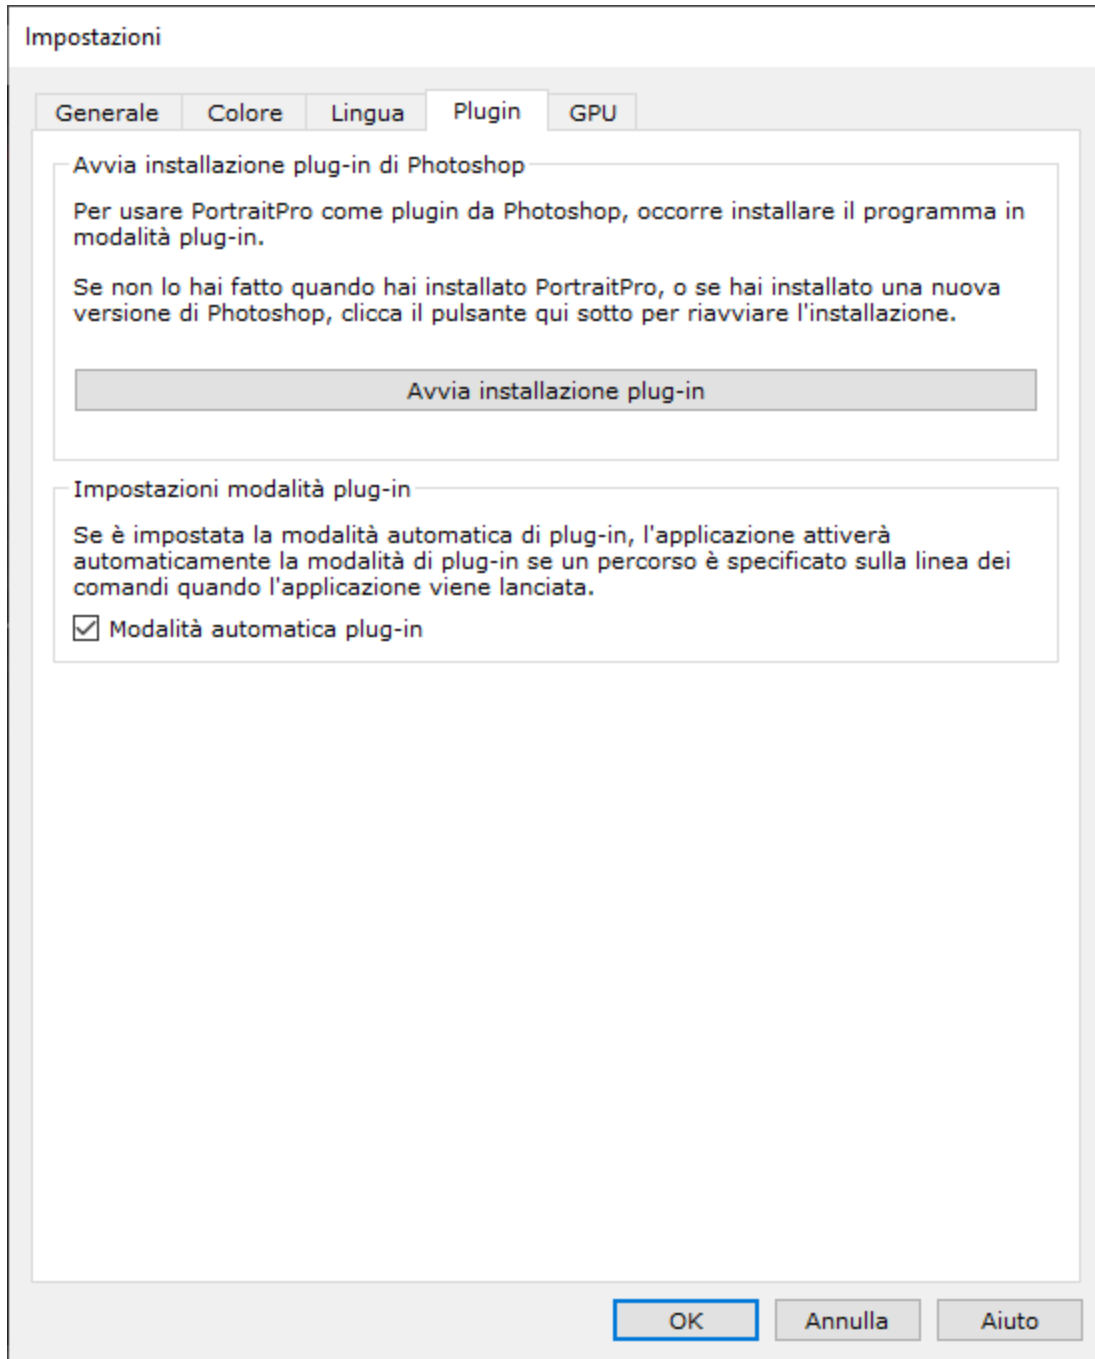 Impostazioni
Generale
Colore
Lingua
Plugin
GPU
Avvia installazione plug-in di Photoshop
Per usare PortraitPro come plugin da Photoshop, occorre installare il programma in
modalità plug-in.
Se non lo hai fatto quando hai installato PortraitPro, o se hai installato una nuova
versione di Photoshop, clicca il pulsante qui sotto per riavviare l'installazione.
Avvia installazione plug-in
Impostazioni modalità plug-in
Se è impostata la modalità automatica di plug-in, l'applicazione attiverà
automaticamente la modalità di plug-in se un percorso è specificato sulla linea dei
comandi quando l'applicazione viene lanciata.
Modalità automatica plug-in
OK
Annulla
Aiuto